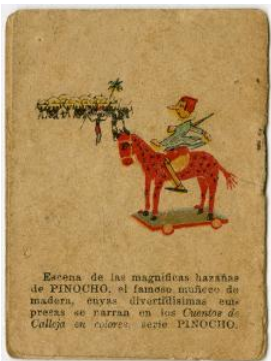 Escena de las magníficas hazañas
de PINOCHO, el famoso muñeco de
madera, cuyas divertidísimas em-
presas se narran en los Cuentos de
Calleja en colores, serie PINOCHO.